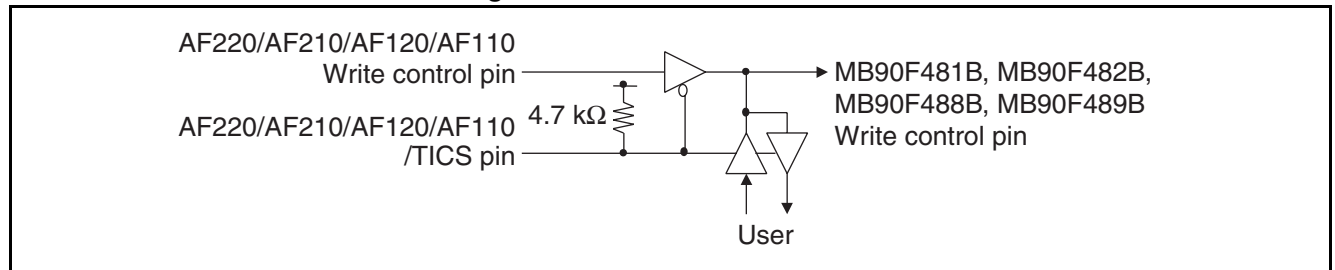 AF220/AF210/AF120/AF110
Write control pin
4.7 kΩ
AF220/AF210/AF120/AF110
/TICS pin
MB90F481B, MB90F482B,
MB90F488B, MB90F489B
Write control pin
User